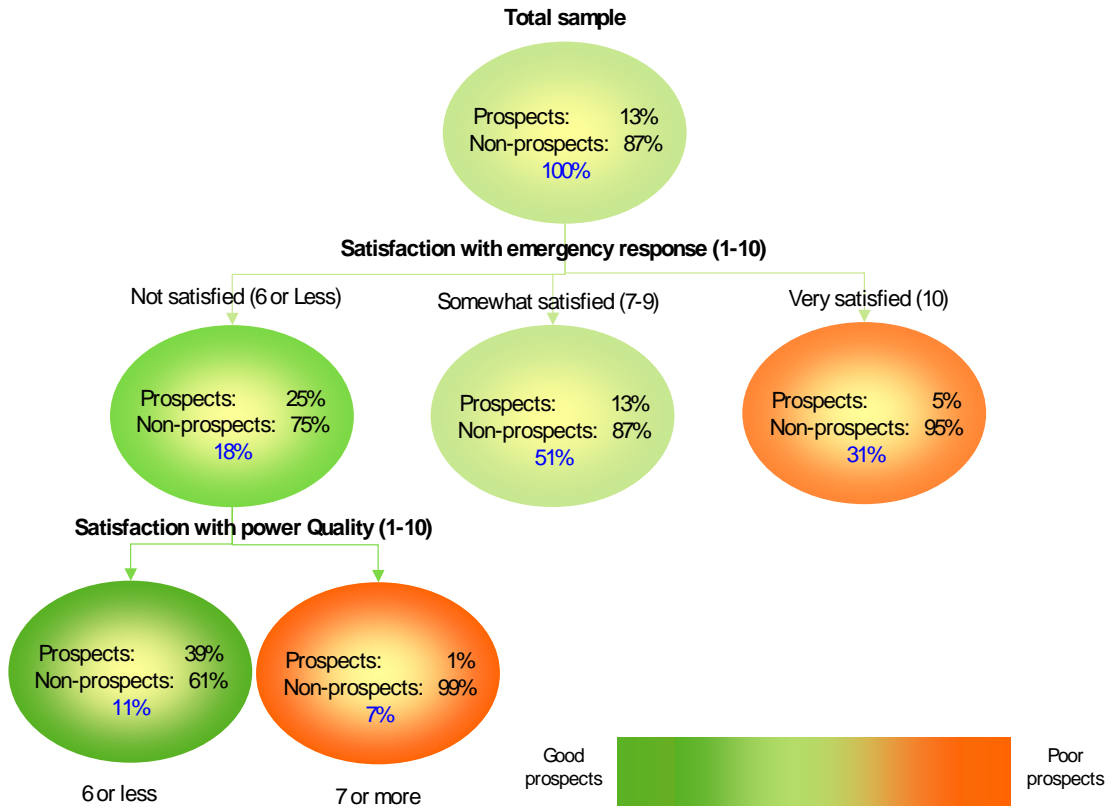 Total sample
Prospects: 13%
Non-prospects: 87%
100%
Satisfaction with emergency response (1-10)
Not satisfied (6 or Less)
Somewhat satisfied (7-9)
Very satisfied (10)
Prospects: 25%
Non-prospects: 75%
18%
Prospects: 13%
Non-prospects: 87%
51%
Prospects: 5%
Non-prospects: 95%
31%
Satisfaction with power Quality (1-10)
Prospects: 39%
Non-prospects: 61%
11%
Prospects: 1%
Non-prospects: 99%
7%
6 or less
7 or more
Good
prospects
Poor
prospects